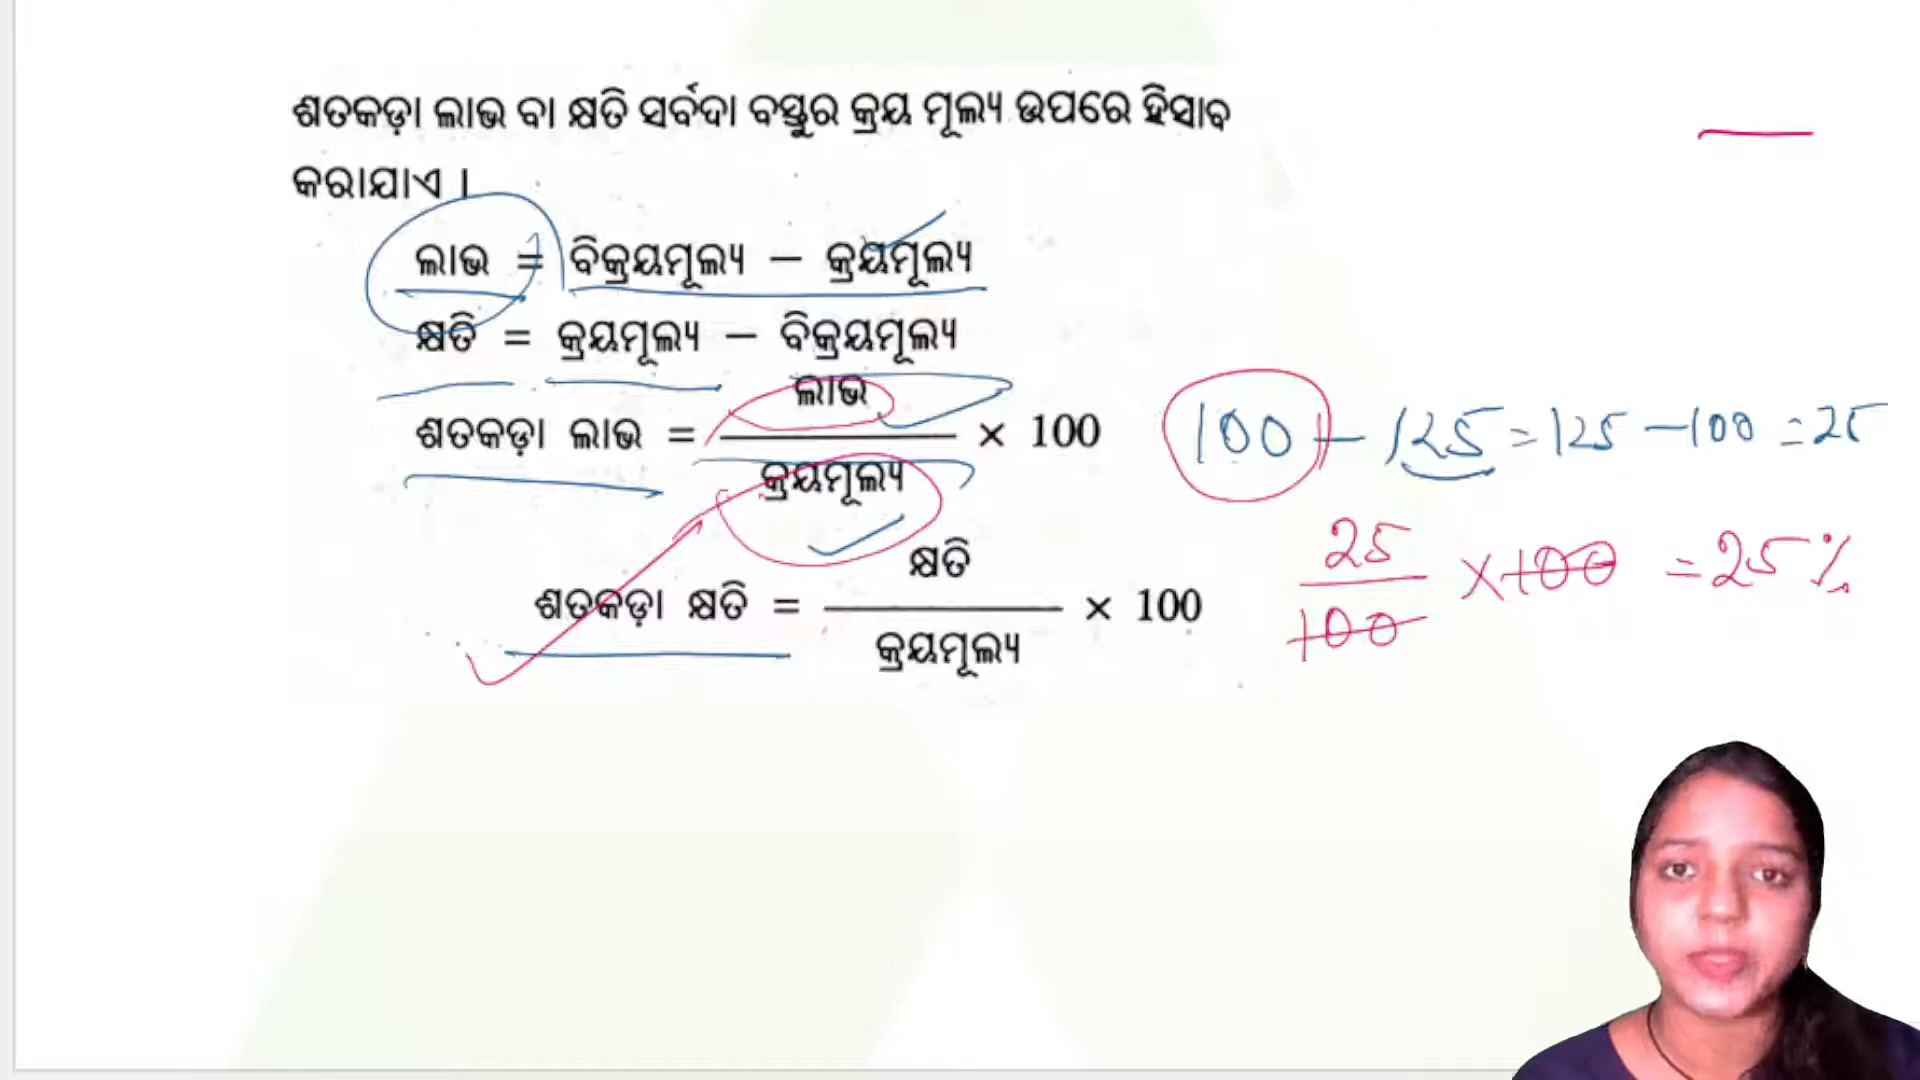 ଶତକଡ଼ା ଲାଭ ବା କ୍ଷତି ସର୍ବଦା ବସ୍ତୁର କ୍ରୟ ମୂଲ୍ୟ ଉପରେ ହିସାବ
କରାଯାଏ ।
ଲାଭ = ବିକ୍ରୟମୂଲ୍ୟ − କ୍ରୟମୂଲ୍ୟ
କ୍ଷତି = କ୍ରୟମୂଲ୍ୟ − ବିକ୍ରୟମୂଲ୍ୟ
ଲାଭ
ଶତକଡ଼ା ଲାଭ = × 100
କ୍ରୟମୂଲ୍ୟ
100 − 125 = 125 − 100 = 25
କ୍ଷତି
ଶତକଡ଼ା କ୍ଷତି = × 100
କ୍ରୟମୂଲ୍ୟ
25
× 100 = 25 %
100